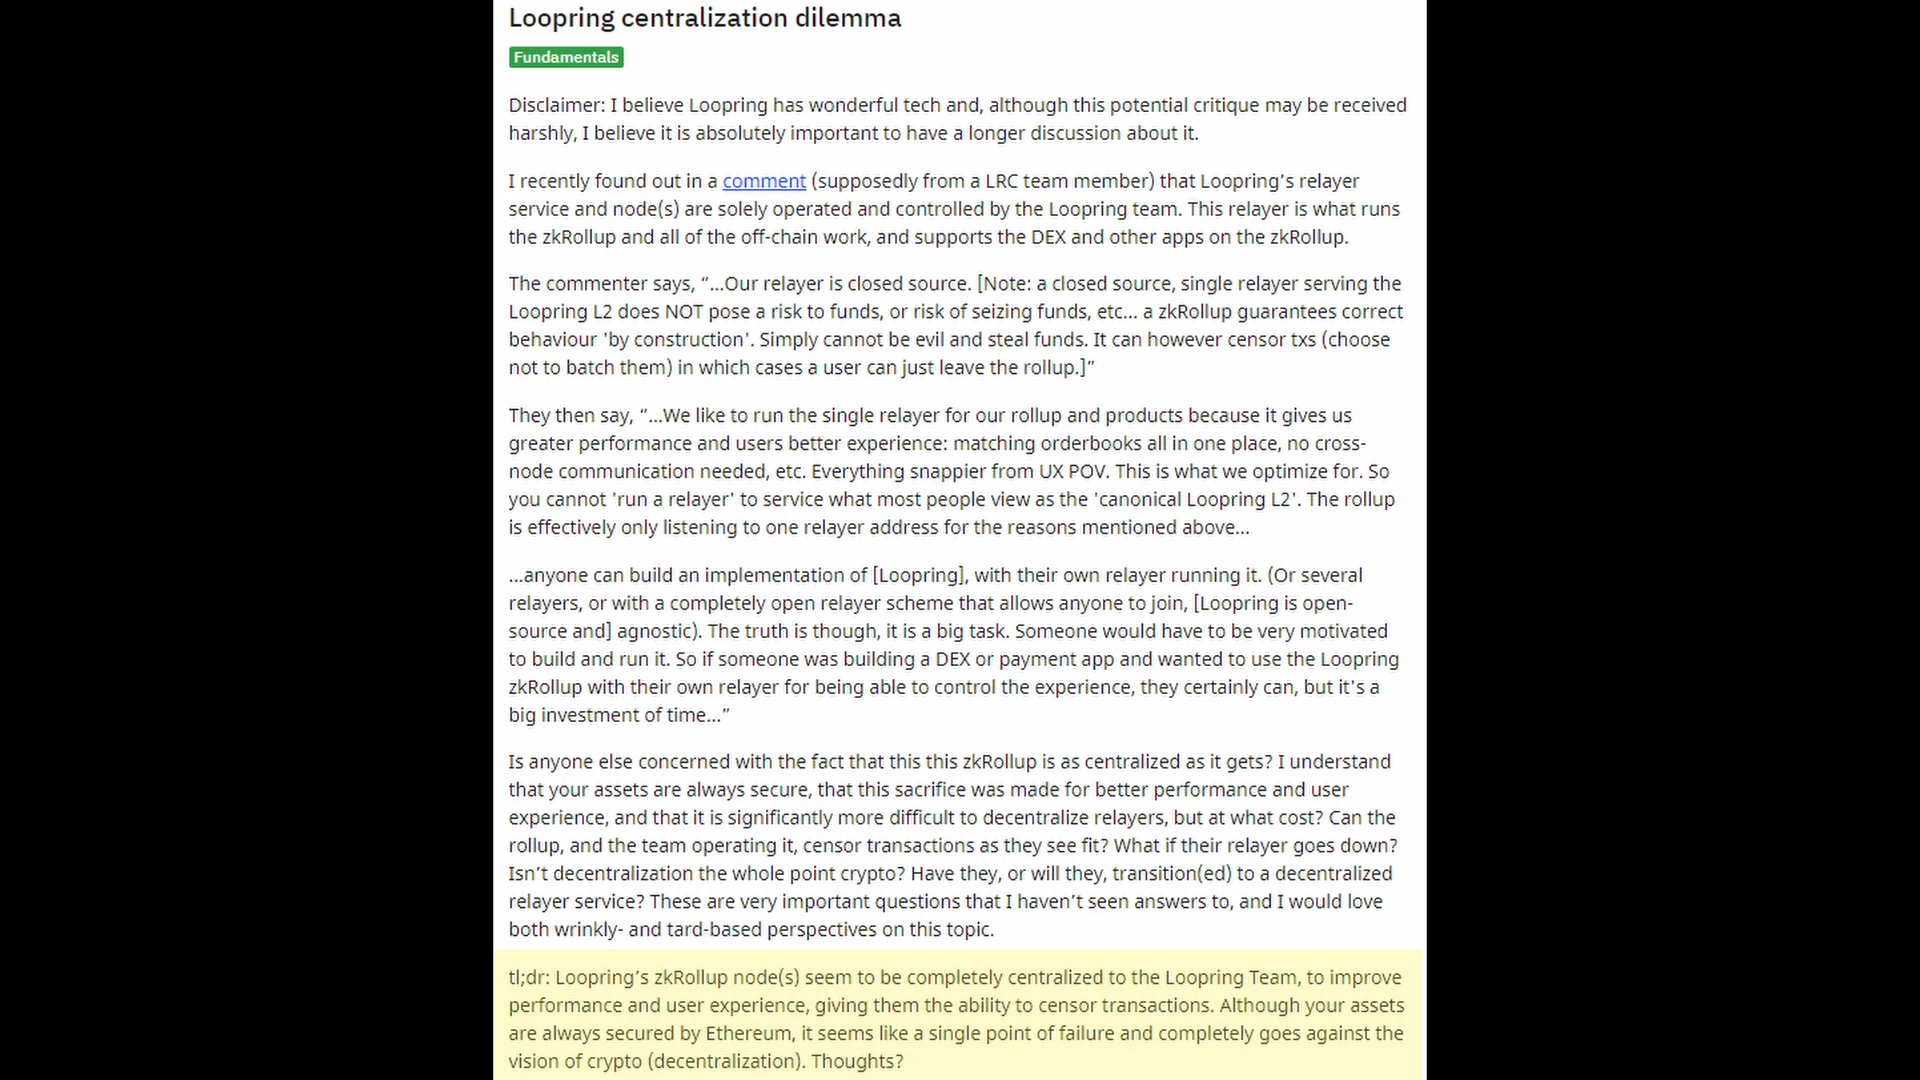 Loopring centralization dilemma
Fundamentals
Disclaimer: I believe Loopring has wonderful tech and, although this potential critique may be received
harshly, I believe it is absolutely important to have a longer discussion about it.
I recently found out in a comment (supposedly from a LRC team member) that Loopring’s relayer
service and node(s) are solely operated and controlled by the Loopring team. This relayer is what runs
the zkRollup and all of the off-chain work, and supports the DEX and other apps on the zkRollup.
The commenter says, “...Our relayer is closed source. [Note: a closed source, single relayer serving the
Loopring L2 does NOT pose a risk to funds, or risk of seizing funds, etc... a zkRollup guarantees correct
behaviour 'by construction'. Simply cannot be evil and steal funds. It can however censor txs (choose
not to batch them) in which cases a user can just leave the rollup.]”
They then say, “...We like to run the single relayer for our rollup and products because it gives us
greater performance and users better experience: matching orderbooks all in one place, no cross-
node communication needed, etc. Everything snappier from UX POV. This is what we optimize for. So
you cannot 'run a relayer' to service what most people view as the 'canonical Loopring L2'. The rollup
is effectively only listening to one relayer address for the reasons mentioned above...
...anyone can build an implementation of [Loopring], with their own relayer running it. (Or several
relayers, or with a completely open relayer scheme that allows anyone to join, [Loopring is open-
source and] agnostic). The truth is though, it is a big task. Someone would have to be very motivated
to build and run it. So if someone was building a DEX or payment app and wanted to use the Loopring
zkRollup with their own relayer for being able to control the experience, they certainly can, but it's a
big investment of time...”
Is anyone else concerned with the fact that this this zkRollup is as centralized as it gets? I understand
that your assets are always secure, that this sacrifice was made for better performance and user
experience, and that it is significantly more difficult to decentralize relayers, but at what cost? Can the
rollup, and the team operating it, censor transactions as they see fit? What if their relayer goes down?
Isn’t decentralization the whole point crypto? Have they, or will they, transition(ed) to a decentralized
relayer service? These are very important questions that I haven’t seen answers to, and I would love
both wrinkly- and tard-based perspectives on this topic.
tl;dr: Loopring’s zkRollup node(s) seem to be completely centralized to the Loopring Team, to improve
performance and user experience, giving them the ability to censor transactions. Although your assets
are always secured by Ethereum, it seems like a single point of failure and completely goes against the
vision of crypto (decentralization). Thoughts?